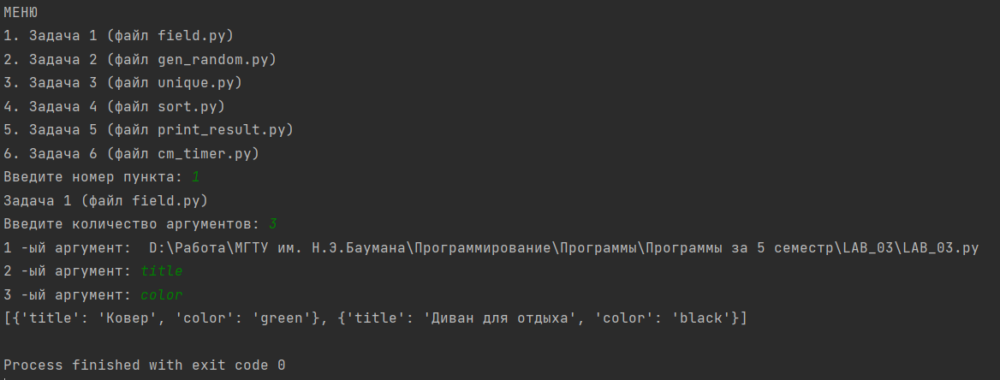 МЕНЮ
1. Задача 1 (файл field.py)
2. Задача 2 (файл gen_random.py)
3. Задача 3 (файл unique.py)
4. Задача 4 (файл sort.py)
5. Задача 5 (файл print_result.py)
6. Задача 6 (файл cm_timer.py)
Введите номер пункта: 1
Задача 1 (файл field.py)
Введите количество аргументов: 3
1 -ый аргумент:  D:\Работа\МГТУ им. Н.Э.Баумана\Программирование\Программы\Программы за 5 семестр\LAB_03\LAB_03.py
2 -ый аргумент: title
3 -ый аргумент: color
[{'title': 'Ковер', 'color': 'green'}, {'title': 'Диван для отдыха', 'color': 'black'}]
Process finished with exit code 0